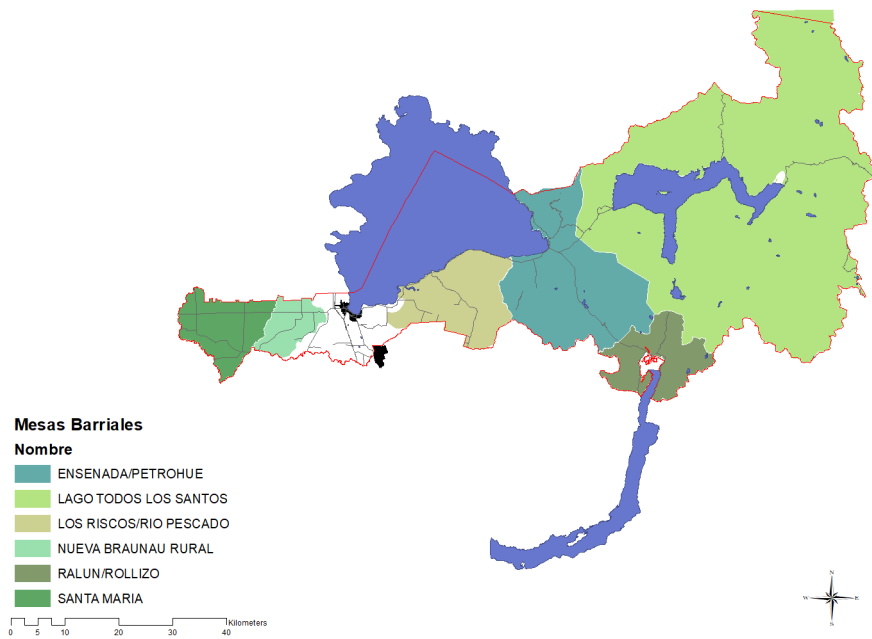 Mesas Barriales
Nombre
ENSENADA/PETROHUE
LAGO TODOS LOS SANTOS
LOS RISCOS/RIO PESCADO
NUEVA BRAUNAU RURAL
RALUN/ROLLIZO
SANTA MARIA
Kilometers
0 5 10 20 30 40
N
W E
S